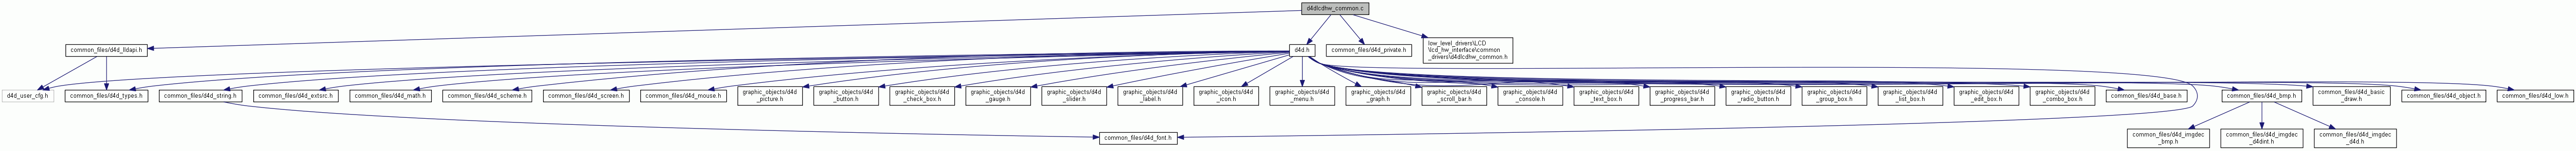 d4dlcdhw_common.c
common_files/d4d_lldapi.h
d4d.h
common_files/d4d_private.h
low_level_drivers\LCD
\lcd_hw_interface\common
_drivers\d4dlcdhw_common.h
d4d_user_cfg.h
common_files/d4d_types.h
common_files/d4d_string.h
common_files/d4d_extsrc.h
common_files/d4d_math.h
common_files/d4d_scheme.h
common_files/d4d_screen.h
common_files/d4d_mouse.h
graphic_objects/d4d
_picture.h
graphic_objects/d4d
_button.h
graphic_objects/d4d
_check_box.h
graphic_objects/d4d
_gauge.h
graphic_objects/d4d
_slider.h
graphic_objects/d4d
_label.h
graphic_objects/d4d
_icon.h
graphic_objects/d4d
_menu.h
graphic_objects/d4d
_graph.h
graphic_objects/d4d
_scroll_bar.h
graphic_objects/d4d
_console.h
graphic_objects/d4d
_text_box.h
graphic_objects/d4d
_progress_bar.h
graphic_objects/d4d
_radio_button.h
graphic_objects/d4d
_group_box.h
graphic_objects/d4d
_list_box.h
graphic_objects/d4d
_edit_box.h
graphic_objects/d4d
_combo_box.h
common_files/d4d_base.h
common_files/d4d_bmp.h
common_files/d4d_basic
_draw.h
common_files/d4d_object.h
common_files/d4d_low.h
common_files/d4d_font.h
common_files/d4d_imgdec
_bmp.h
common_files/d4d_imgdec
_d4dint.h
common_files/d4d_imgdec
_d4d.h